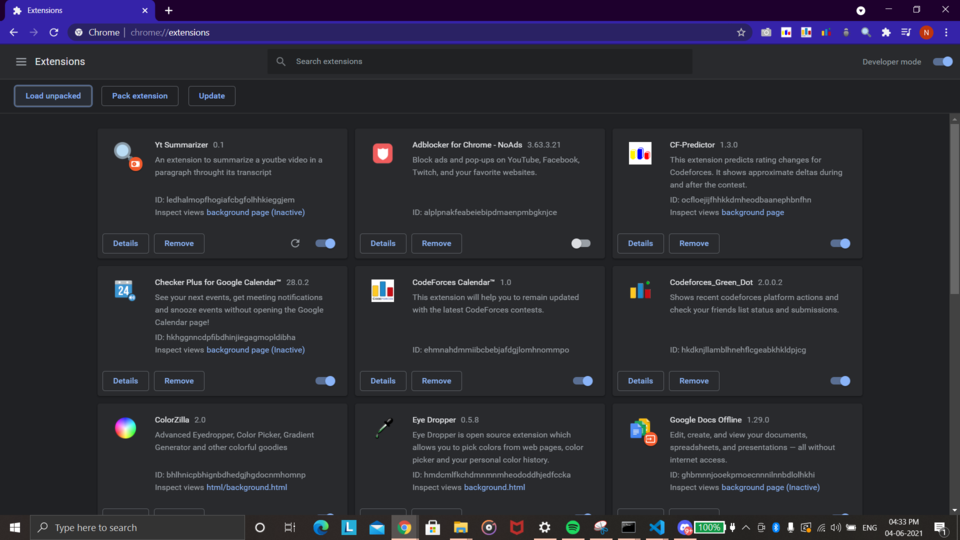 Extensions
Chrome | chrome://extensions
N
Extensions
Search extensions
Developer mode
Load unpacked
Pack extension
Update
Yt Summarizer 0.1
An extension to summarize a youtbe video in a
paragraph throught its transcript
ID: ledhalmopfhogiafcbgfolhhkieggjem
Inspect views background page (Inactive)
Details
Remove
Adblocker for Chrome - NoAds 3.63.3.21
Block ads and pop-ups on YouTube, Facebook,
Twitch, and your favorite websites.
ID: alplpnakfeabeiebipdmaenpmbgknjce
Details
Remove
CF-Predictor 1.3.0
This extension predicts rating changes for
Codeforces. It shows approximate deltas during
and after the contest.
ID: ocfloejijfhhkkdmheodbaanephbnfhn
Inspect views background page
Details
Remove
24
Checker Plus for Google Calendar™ 28.0.2
See your next events, get meeting notifications
and snooze events without opening the Google
Calendar page!
ID: hkhggnncdpfibdhinjiegagmopldibha
Inspect views background page (Inactive)
Details
Remove
CodeForces Calendar™ 1.0
This extension will help you to remain updated
with the latest CodeForces contests.
ID: ehmnahdmmiibcbebjafdgjlomhnommpo
Details
Remove
Codeforces_Green_Dot 2.0.0.2
Shows recent codeforces platform actions and
check your friends list status and submissions.
ID: hkdknjllamblhnehflcgeabkhkldpjcg
Details
Remove
ColorZilla 2.0
Advanced Eyedropper, Color Picker, Gradient
Generator and other colorful goodies
ID: bhlhnicpbhignbdhedgjhgdocnmhomnp
Inspect views html/background.html
Eye Dropper 0.5.8
Eye Dropper is open source extension which
allows you to pick colors from web pages, color
picker and your personal color history.
ID: hmdcmlfkchdmnmnmheododdhjedfccka
Inspect views background.html
Google Docs Offline 1.29.0
Edit, create, and view your documents,
spreadsheets, and presentations — all without
internet access.
ID: ghbmnnjooekpmoecnnnilnnbdlolhkhi
Inspect views background page (Inactive)
Type here to search
L
100%
ENG
04:33 PM
04-06-2021
1